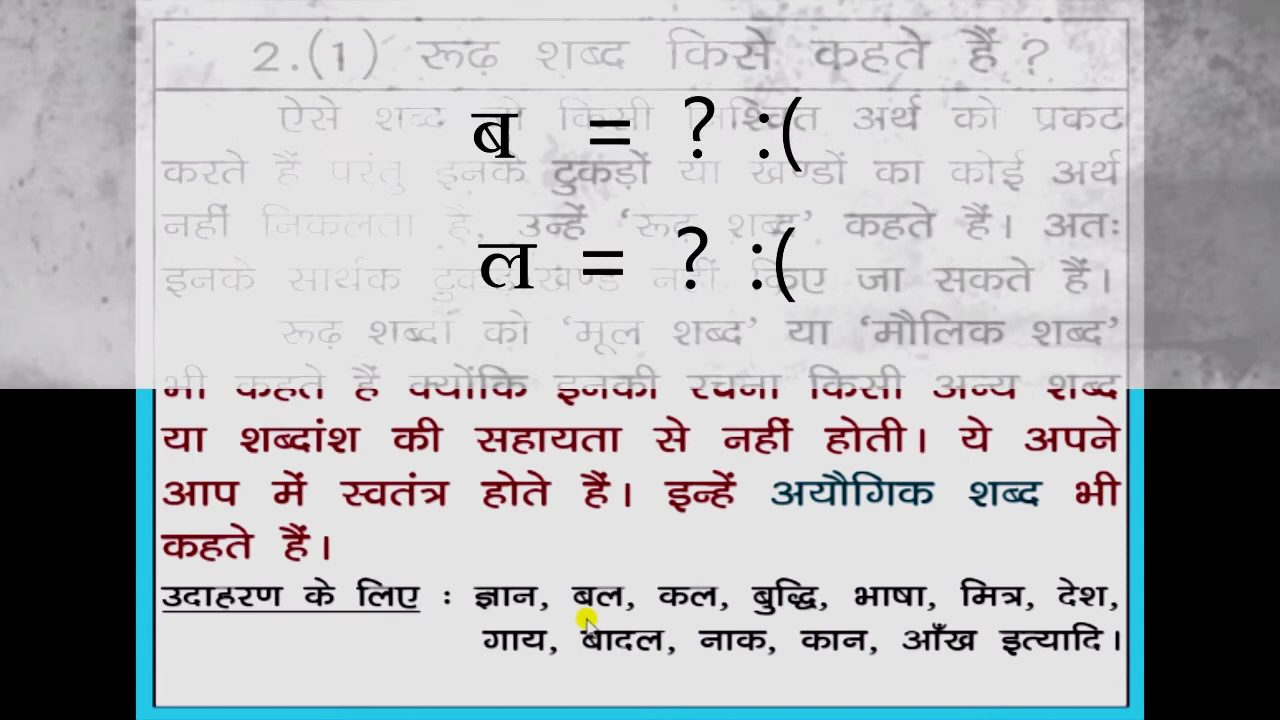 2.(1) रूढ़ शब्द किसे कहते हैं ?
ब = ? :(
ऐसे शब्द किसी अर्थ को प्रकट
करते हैं परंतु इनके टुकड़ों या खण्डों का कोई अर्थ
नहीं निकलता है, उन्हें ‘रूढ़ शब्द’ कहते हैं। अतः
ल = ? :(
इनके सार्थक नहीं किए जा सकते हैं।
रूढ़ शब्दों को ‘मूल शब्द’ या ‘मौलिक शब्द’
भी कहते हैं क्योंकि इनकी रचना किसी अन्य शब्द
या शब्दांश की सहायता से नहीं होती। ये अपने
आप में स्वतंत्र होते हैं। इन्हें अयौगिक शब्द भी
कहते हैं।
उदाहरण के लिए : ज्ञान, बल, कल, बुद्धि, भाषा, मित्र, देश,
गाय, बादल, नाक, कान, आँख इत्यादि।